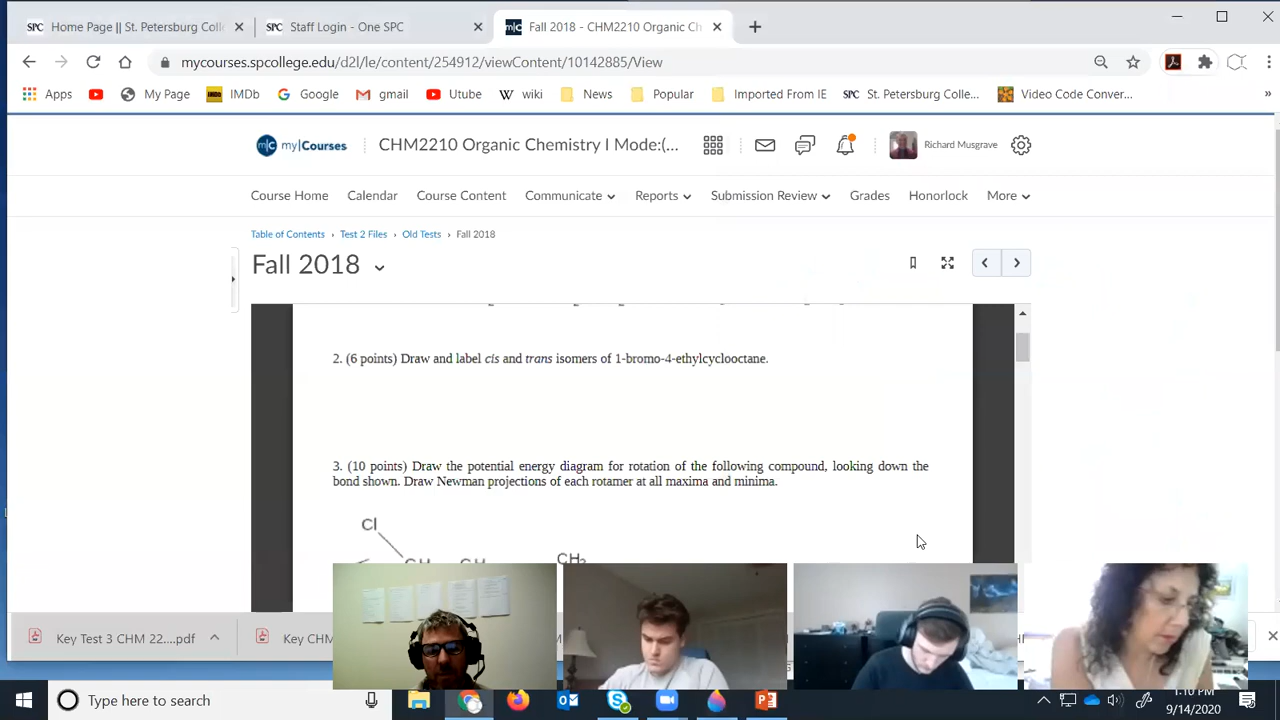 SPC Home Page || St. Petersburg Coll
SPC Staff Login - One SPC
m|c Fall 2018 - CHM2210 Organic Ch
mycourses.spcollege.edu/d2l/le/content/254912/viewContent/10142885/View
Apps
My Page
IMDb
Google
gmail
Utube
wiki
News
Popular
Imported From IE
SPC St. Petersburg Colle...
Video Code Conver...
»
m|c my|Courses
CHM2210 Organic Chemistry I Mode:(...
Richard Musgrave
Course Home
Calendar
Course Content
Communicate
Reports
Submission Review
Grades
Honorlock
More
Table of Contents › Test 2 Files › Old Tests › Fall 2018
Fall 2018
2. (6 points) Draw and label cis and trans isomers of 1-bromo-4-ethylcyclooctane.
3. (10 points) Draw the potential energy diagram for rotation of the following compound, looking down the
bond shown. Draw Newman projections of each rotamer at all maxima and minima.
Cl
Key Test 3 CHM 22....pdf
Key CHM
Type here to search
1:10 PM
9/14/2020